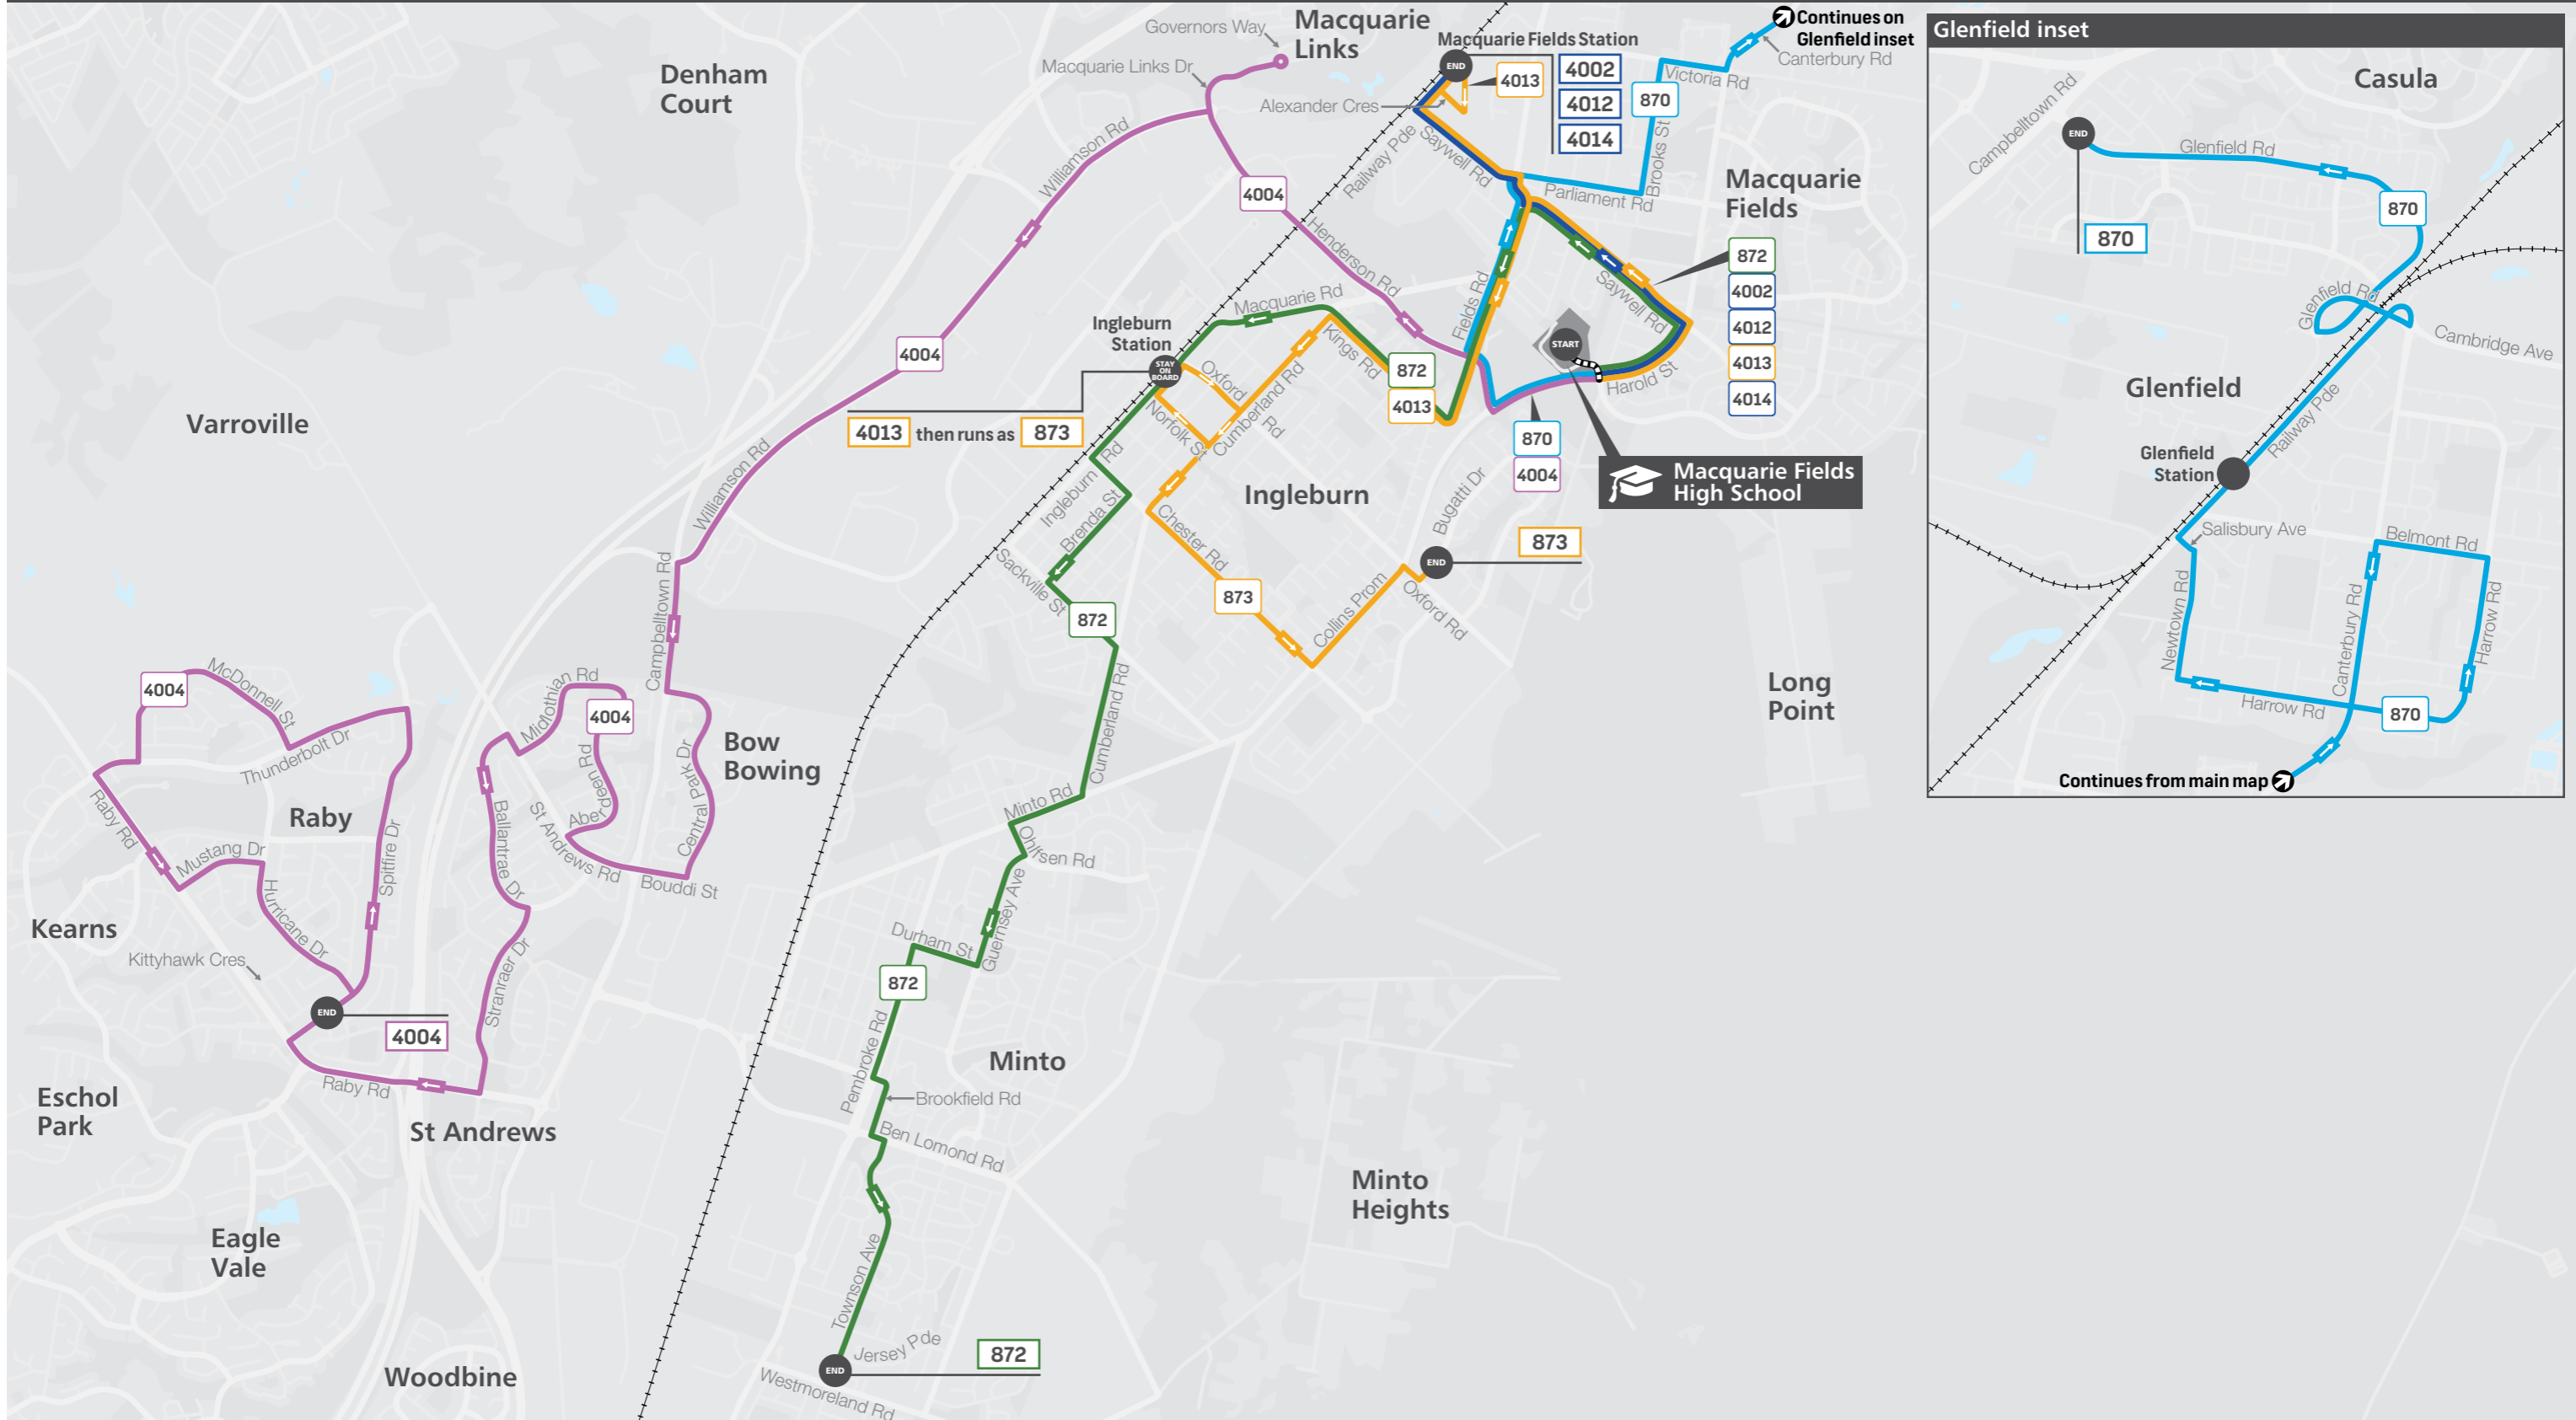 Governors Way
Macquarie
Links
Macquarie Links Dr
Denham
Court
Macquarie Fields Station
END
4013
4002
4012
4014
Alexander Cres
Railway Pde
Saywell Rd
870
Victoria Rd
Continues on
Glenfield inset
Canterbury Rd
Brooks St
Parliament Rd
Macquarie
Fields
Williamson Rd
4004
Henderson Rd
Fields Rd
Saywell Rd
872
4002
4012
4013
4014
START
Harold St
Macquarie Rd
Ingleburn
Station
STAY
ON
BOARD
4013 then runs as 873
Oxford
Rd
Cumberland Rd
Kings Rd
872
4013
Norfolk St
Cumberland Rd
870
4004
Macquarie Fields
High School
4004
Varroville
Williamson Rd
Ingleburn
Rd
Brenda St
Sackville St
Ingleburn
Chester Rd
Bugatti Dr
873
END
873
Collins Prom
Oxford Rd
872
Campbelltown Rd
Long
Point
4004
McDonnell St
Thunderbolt Dr
Midlothian Rd
4004
Aberdeen Rd
Bow
Bowing
Central Park Dr
Cumberland Rd
Minto Rd
Ohlfsen Rd
Raby Rd
Raby
Mustang Dr
Spitfire Dr
Ballantrae Dr
St Andrews Rd
Bouddi St
Hurricane Dr
Guernsey Ave
Durham St
872
Kearns
Kittyhawk Cres
END
4004
Stranraer Dr
Raby Rd
Pembroke Rd
Minto
Brookfield Rd
Ben Lomond Rd
Eschol
Park
St Andrews
Minto
Heights
Eagle
Vale
Townson Ave
Jersey Pde
872
END
Woodbine
Westmoreland Rd
Glenfield inset
Casula
Campbelltown Rd
END
Glenfield Rd
870
870
Glenfield Rd
Cambridge Ave
Glenfield
Railway Pde
Glenfield
Station
Salisbury Ave
Belmont Rd
Newtown Rd
Canterbury Rd
Harrow Rd
Harrow Rd
870
Continues from main map